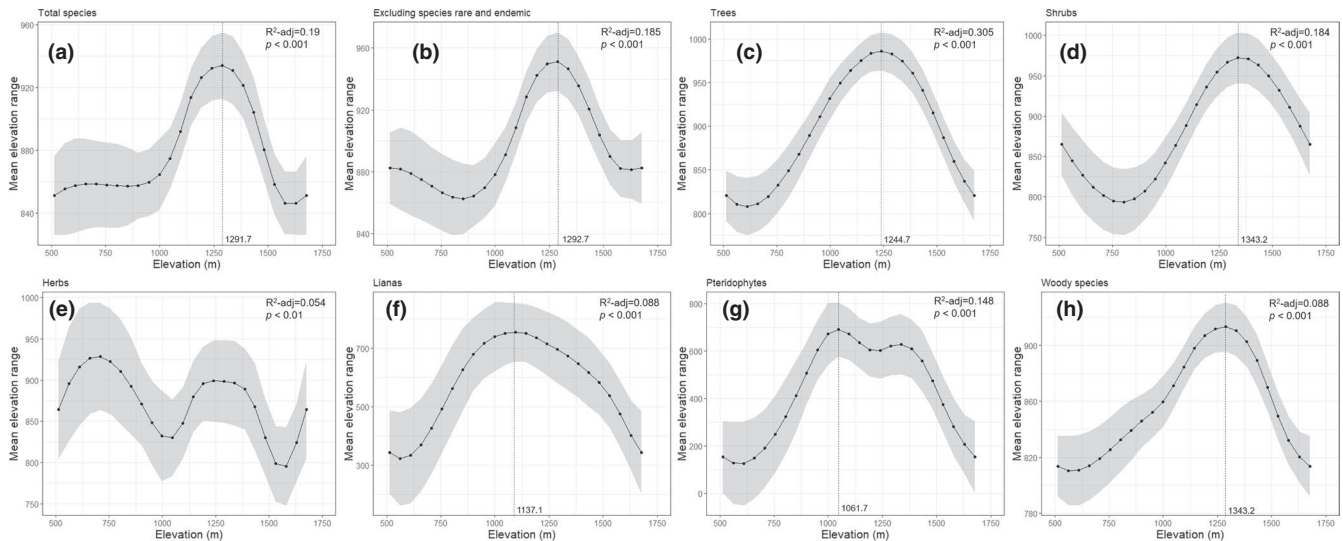 Total species
(a)
R²-adj=0.19
p < 0.001
Mean elevation range
960
920
880
840
1291.7
500 750 1000 1250 1500 1750
Elevation (m)
Excluding species rare and endemic
(b)
R²-adj=0.185
p < 0.001
Mean elevation range
960
920
880
840
1292.7
500 750 1000 1250 1500 1750
Elevation (m)
Trees
(c)
R²-adj=0.305
p < 0.001
Mean elevation range
1000
950
900
850
800
1244.7
500 750 1000 1250 1500 1750
Elevation (m)
Shrubs
(d)
R²-adj=0.184
p < 0.001
Mean elevation range
1000
950
900
850
800
750
1343.2
500 750 1000 1250 1500 1750
Elevation (m)
Herbs
(e)
R²-adj=0.054
p < 0.01
Mean elevation range
1000
950
900
850
800
750
500 750 1000 1250 1500 1750
Elevation (m)
Lianas
(f)
R²-adj=0.088
p < 0.001
Mean elevation range
700
500
300
1137.1
500 750 1000 1250 1500 1750
Elevation (m)
Pteridophytes
(g)
R²-adj=0.148
p < 0.001
Mean elevation range
800
600
400
200
0
1061.7
500 750 1000 1250 1500 1750
Elevation (m)
Woody species
(h)
R²-adj=0.088
p < 0.001
Mean elevation range
900
860
820
780
1343.2
500 750 1000 1250 1500 1750
Elevation (m)